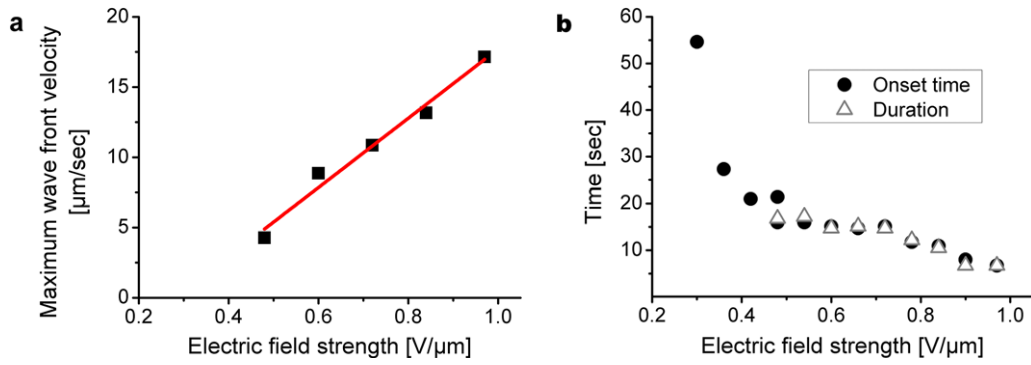 a
Maximum wave front velocity
[µm/sec]
20
15
10
5
0
0.2 0.4 0.6 0.8 1.0
Electric field strength [V/µm]
b
Time [sec]
60
50
40
30
20
10
Onset time
Duration
0.2 0.4 0.6 0.8 1.0
Electric field strength [V/µm]